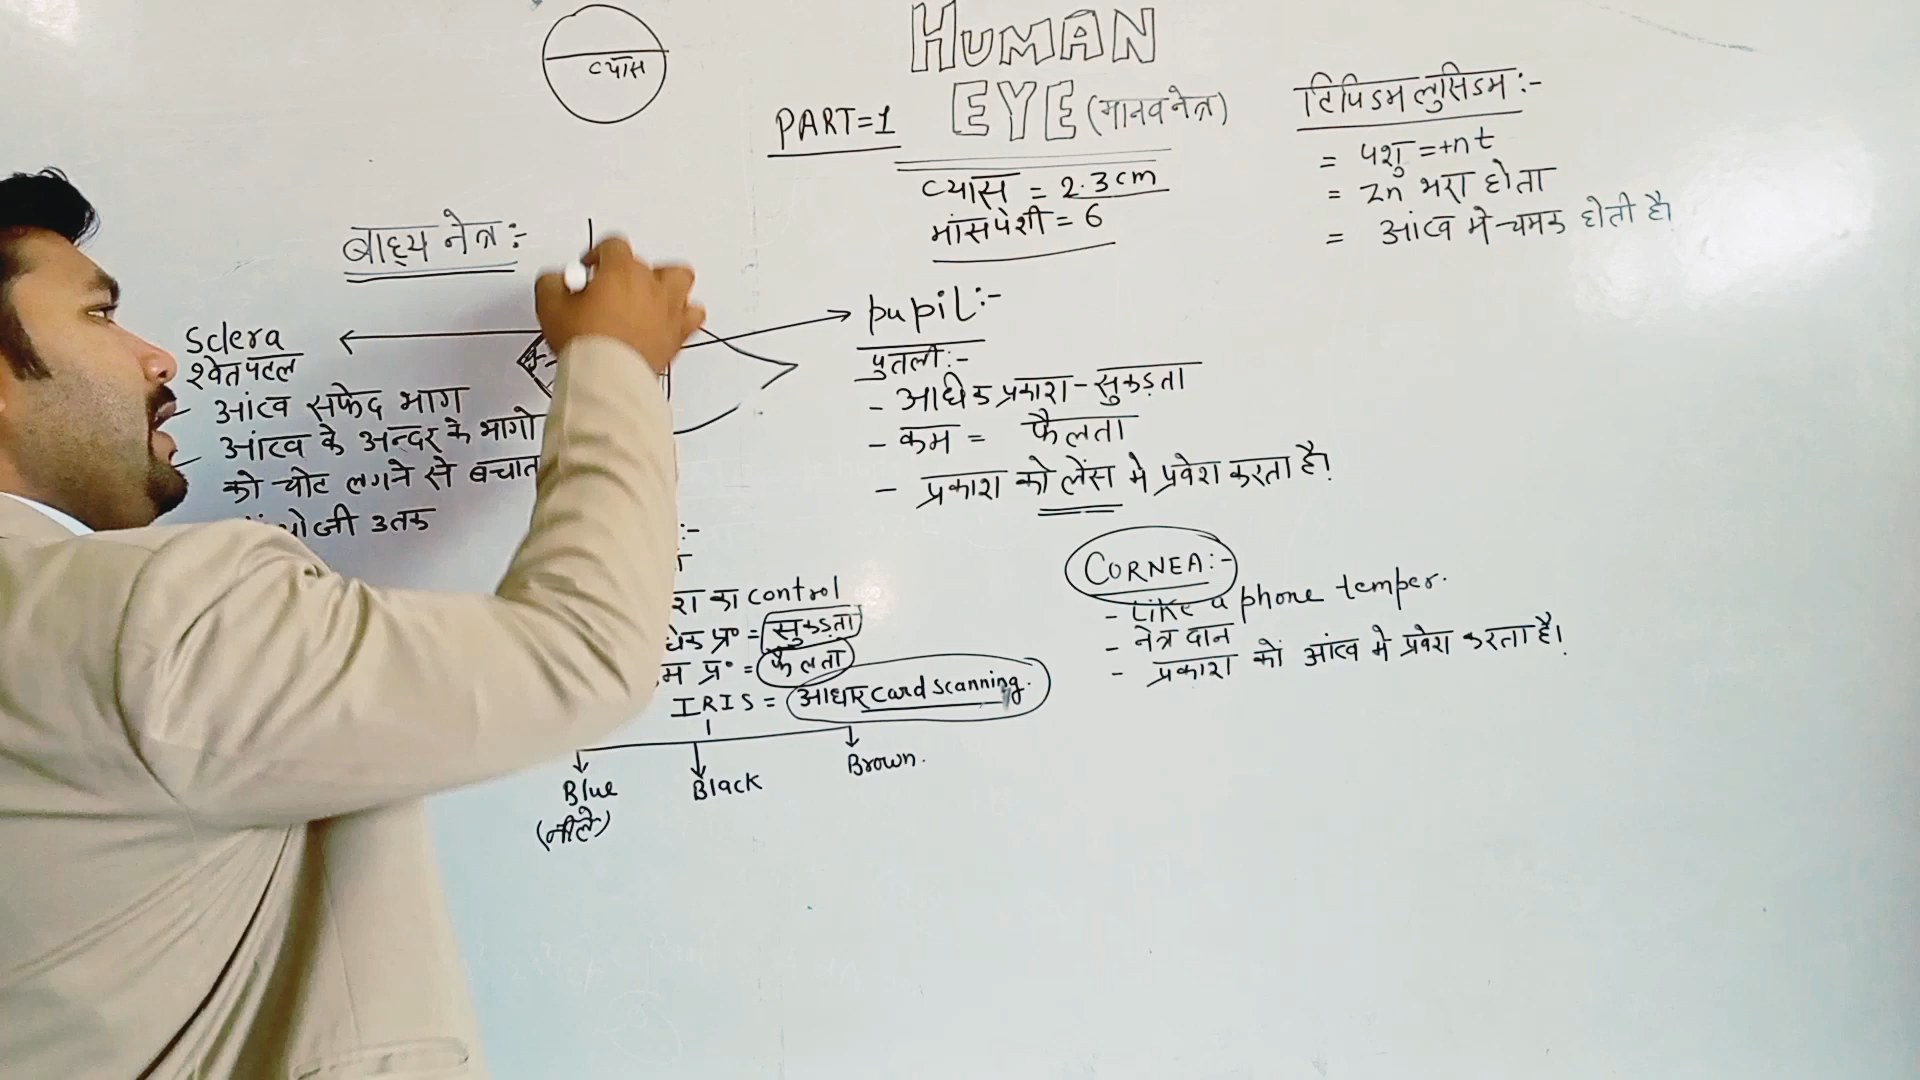 व्यास
HUMAN
EYE (मानव नेत्र)
PART=1
व्यास = 2.3cm
मांसपेशी = 6
टिपिडम लुसिडम :-
= पशु = +nt
= Zn भरा होता
= आंख मे चमक होती है।
बाह्य नेत्र :-
Sclera
श्वेत पटल
आंख सफेद भाग
आंख के अन्दर के भागो
को चोट लगने से बचात
उतक
pupil :-
पुतली :-
- अधिक प्रकाश - सुकड़ता
- कम = फैलता
- प्रकाश को लेंस मे प्रवेश करता है।
का control
प्र° = सुकड़ता
म प्र° = फैलता
IRIS = आधार card scanning.
Blue
(नीले)
Black
Brown.
CORNEA :-
- Like a phone temper.
- नेत्र दान
- प्रकाश को आंख मे प्रवेश करता है।